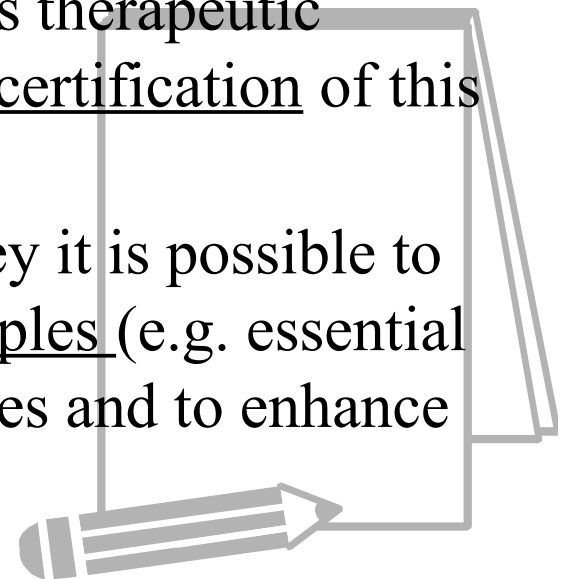 s therapeutic
certification of this
ey it is possible to
ples (e.g. essential
es and to enhance